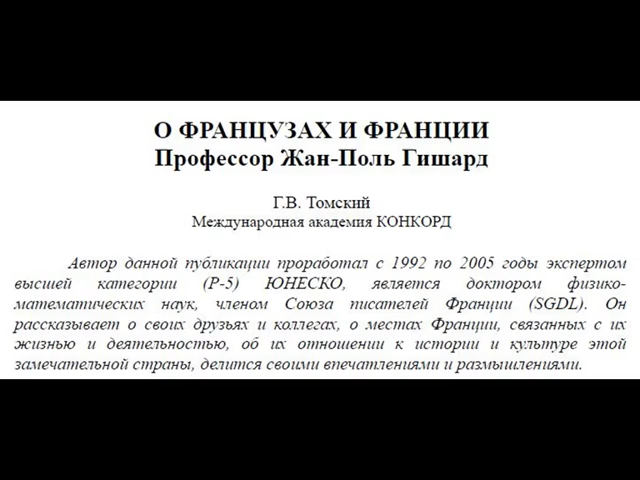 О ФРАНЦУЗАХ И ФРАНЦИИ
Профессор Жан-Поль Гишард
Г.В. Томский
Международная академия КОНКОРД
Автор данной публикации проработал с 1992 по 2005 годы экспертом
высшей категории (Р-5) ЮНЕСКО, является доктором физико-
математических наук, членом Союза писателей Франции (SGDL). Он
рассказывает о своих друзьях и коллегах, о местах Франции, связанных с их
жизнью и деятельностью, об их отношении к истории и культуре этой
замечательной страны, делится своими впечатлениями и размышлениями.